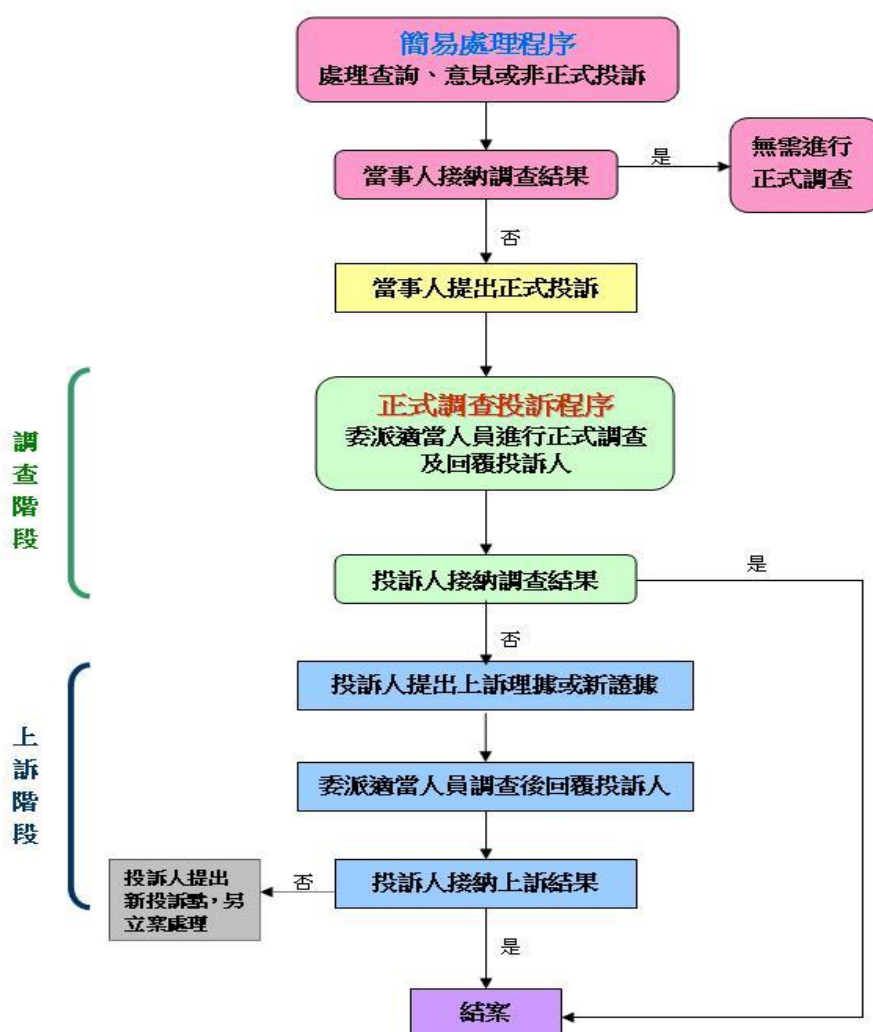 簡易處理程序
處理查詢、意見或非正式投訴
當事人接納調查結果
是
無需進行
正式調查
否
當事人提出正式投訴
調
查
階
段
正式調查投訴程序
委派適當人員進行正式調查
及回覆投訴人
投訴人接納調查結果
是
否
上
訴
階
段
投訴人提出上訴理據或新證據
委派適當人員調查後回覆投訴人
投訴人接納上訴結果
否
投訴人提出
新投訴點，另
立案處理
是
結案